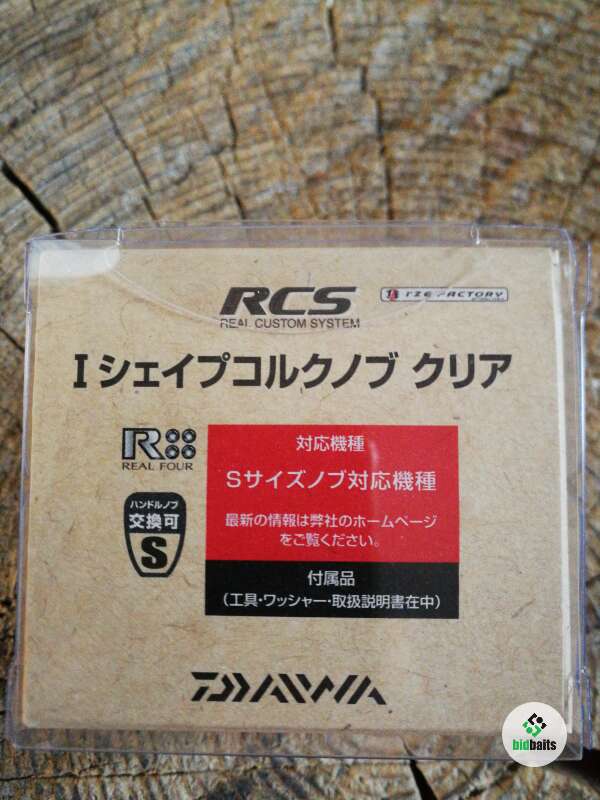 RCS
REAL CUSTOM SYSTEM
Iシェイプコルクノブ クリア
R
REAL FOUR
対応機種
Sサイズノブ対応機種
最新の情報は弊社のホームページ
をご覧ください。
ハンドルノブ
交換可
S
付属品
(工具・ワッシャー・取扱説明書在中)
DAIWA
bidbaits